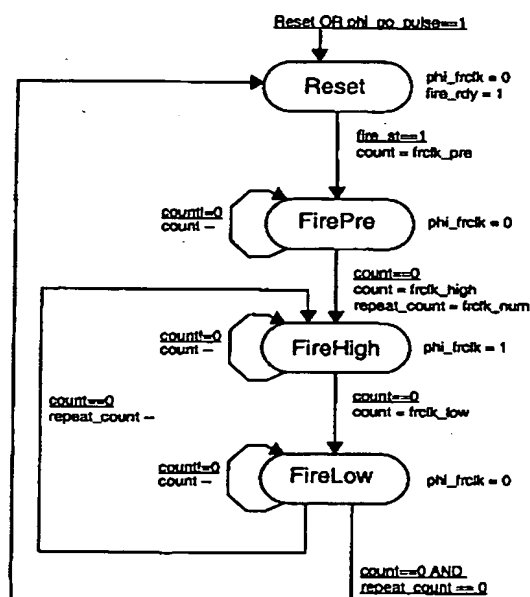 Reset OR phi_go_pulse==1
Reset
phi_frclk = 0
fire_rdy = 1
fire_st==1
count = frclk_pre
count!=0
count --
FirePre
phi_frclk = 0
count==0
count = frclk_high
repeat_count = frclk_num
count!=0
count --
FireHigh
phi_frclk = 1
count==0
repeat_count --
count==0
count = frclk_low
count!=0
count --
FireLow
phi_frclk = 0
count==0 AND
repeat_count == 0